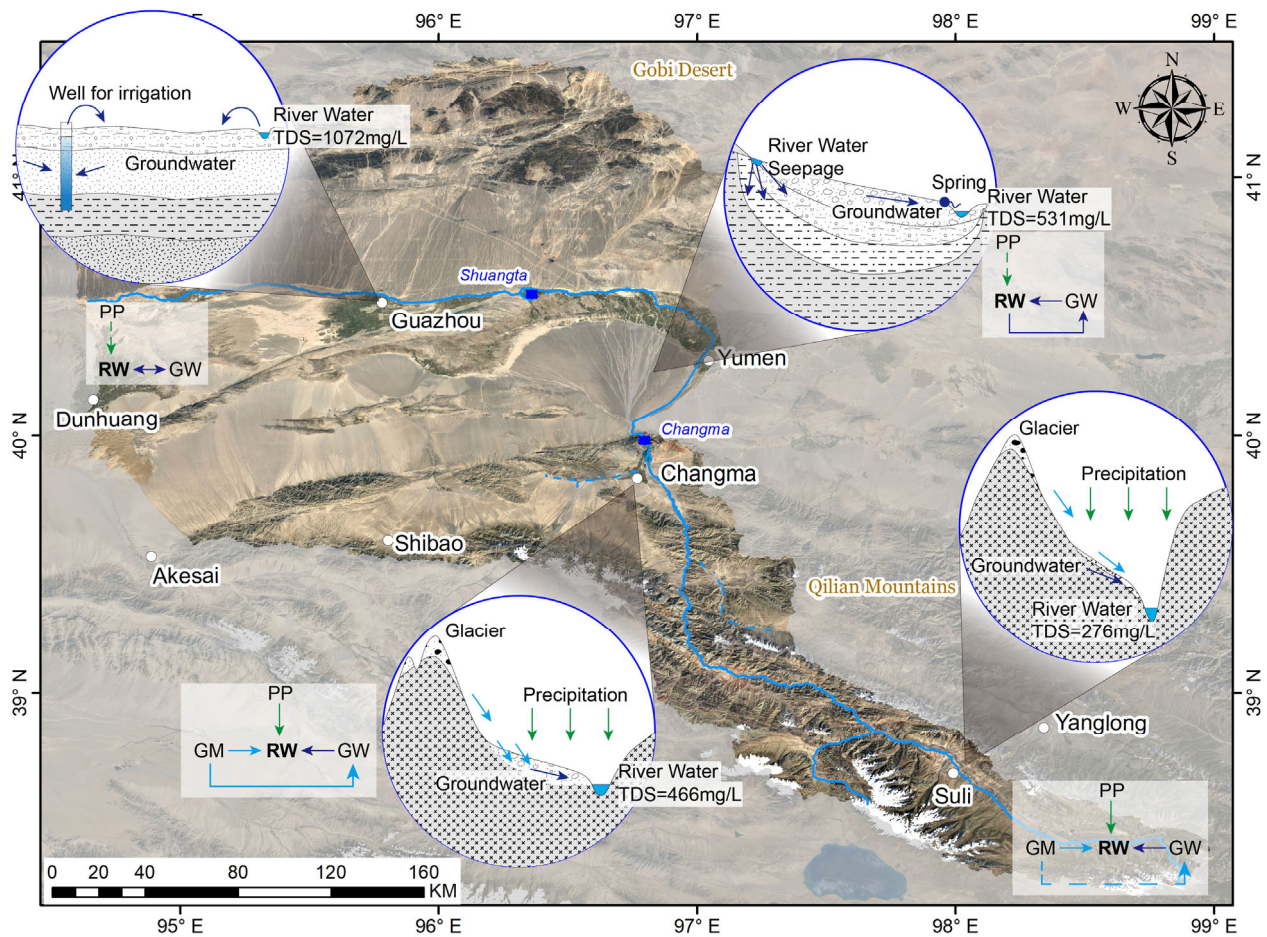 95° E
96° E
97° E
98° E
99° E
Gobi Desert
N
W
E
S
Well for irrigation
River Water
TDS=1072mg/L
Groundwater
River Water
Seepage
Spring
Groundwater
River Water
TDS=531mg/L
PP
RW
GW
41° N
41° N
Shuangta
Guazhou
PP
RW
GW
Yumen
Dunhuang
40° N
40° N
Changma
Changma
Glacier
Precipitation
Groundwater
River Water
TDS=276mg/L
Shibao
Akesai
Qilian Mountains
Glacier
Precipitation
Groundwater
River Water
TDS=466mg/L
39° N
39° N
PP
GM
RW
GW
Yanglong
Suli
PP
GM
RW
GW
0
20
40
80
120
160
KM
95° E
96° E
97° E
98° E
99° E